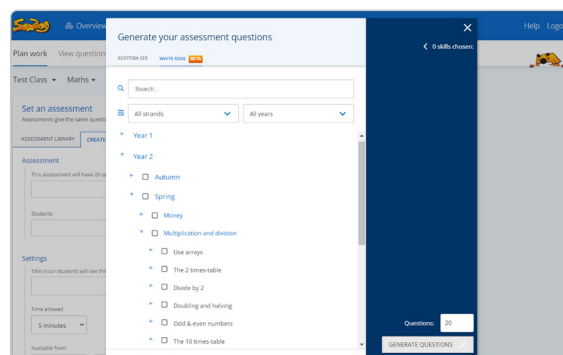 Overview
Help Logo
Plan work View question
Test Class Maths
Set an assessment
Assessments give the same questi
ASSESSMENT LIBRARY CREATE
Assessment
This assessment will have 20 q
Students
Settings
Title (Your students will see thi
Time allowed
5 minutes
Available from
Generate your assessment questions
SCOTTISH CFE WHITE ROSE BETA
Search...
All strands All years
Year 1
Year 2
Autumn
Spring
Money
Multiplication and division
Use arrays
The 2 times-table
Divide by 2
Doubling and halving
Odd & even numbers
The 10 times-table
0 skills chosen:
Questions: 20
GENERATE QUESTIONS